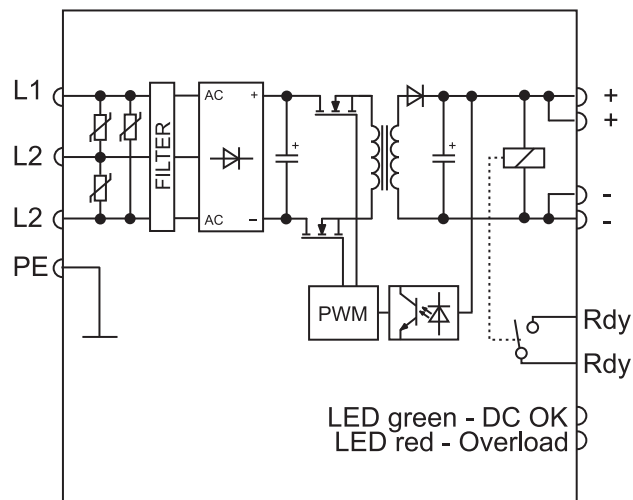 L1
L2
L2
PE
FILTER
AC +
AC -
+
+
+
+
-
-
PWM
Rdy
Rdy
LED green - DC OK
LED red - Overload